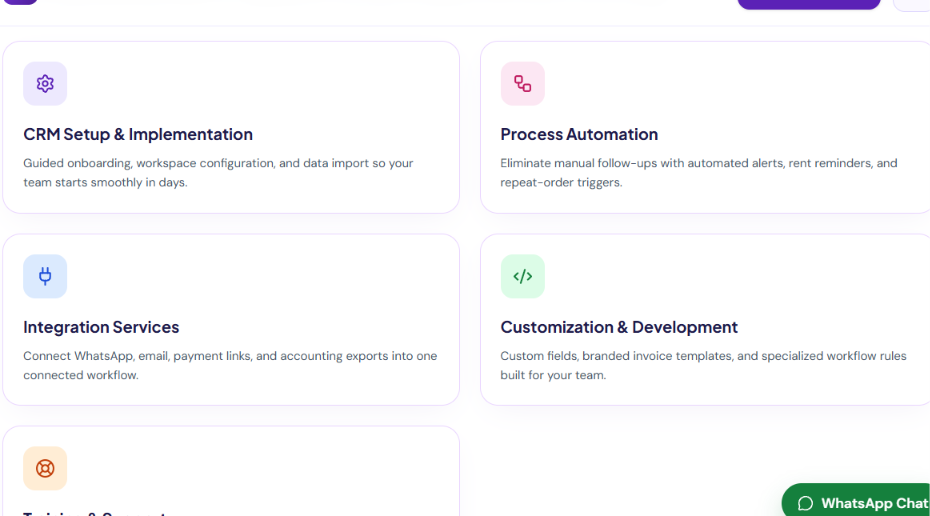 CRM Setup & Implementation
Guided onboarding, workspace configuration, and data import so your
team starts smoothly in days.
Process Automation
Eliminate manual follow-ups with automated alerts, rent reminders, and
repeat-order triggers.
Integration Services
Connect WhatsApp, email, payment links, and accounting exports into one
connected workflow.
Customization & Development
Custom fields, branded invoice templates, and specialized workflow rules
built for your team.
WhatsApp Chat